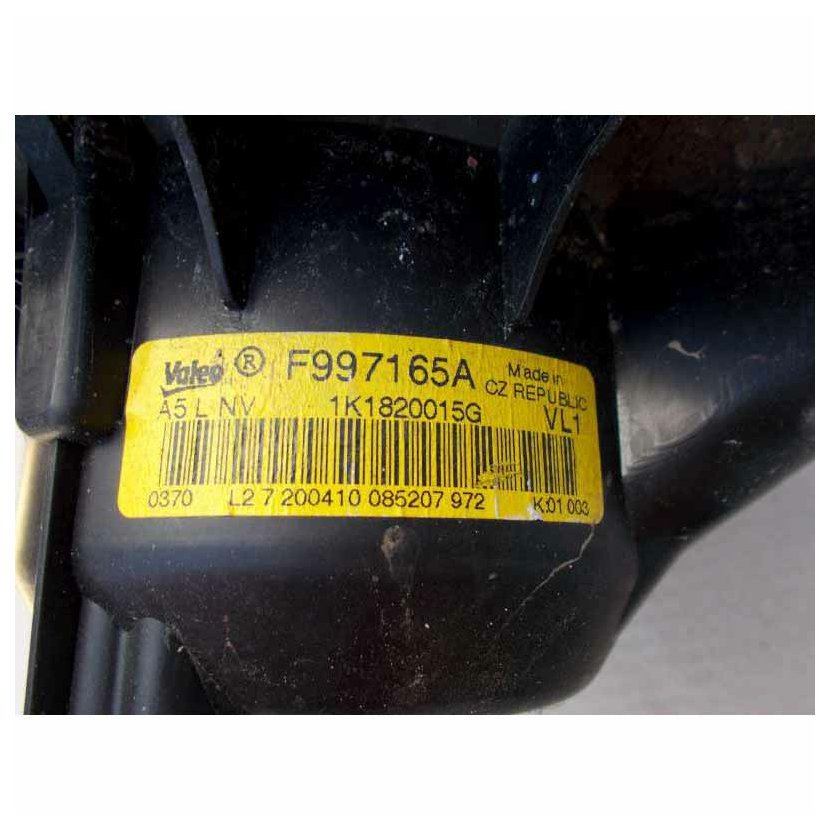 Valeo ® F997165A Made in
CZ REPUBLIC
A5 L NV 1K1820015G VL1
0370 L2 7 200410 085207 972 K:01 003